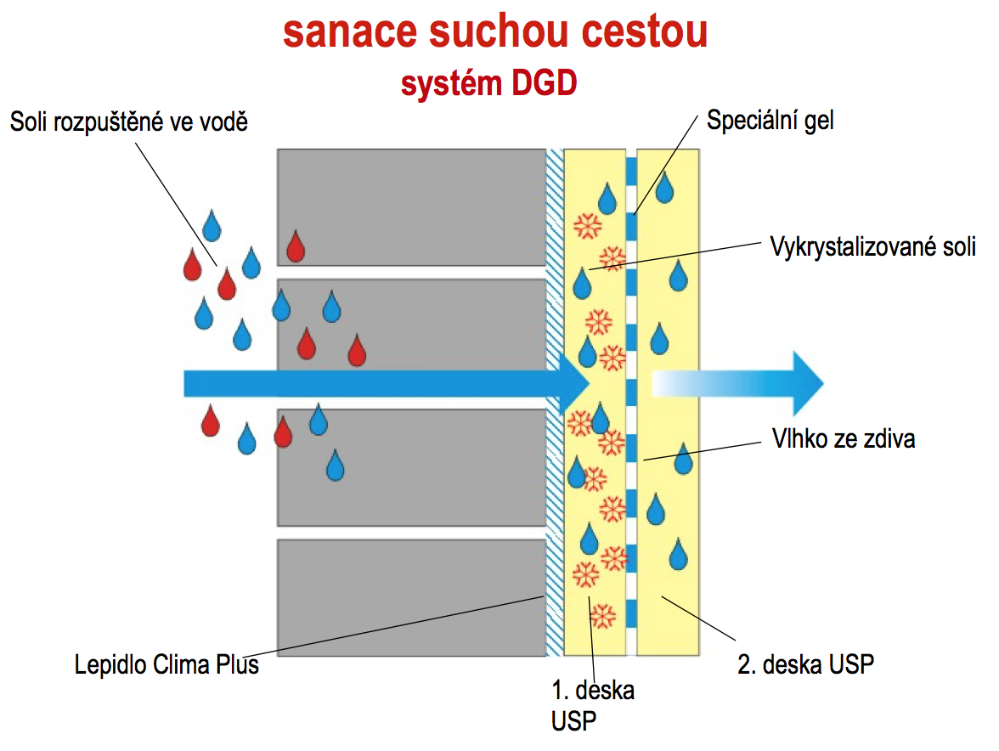 sanace suchou cestou
systém DGD
Soli rozpuštěné ve vodě
Speciální gel
Vykrystalizované soli
Vlhko ze zdiva
Lepidlo Clima Plus
2. deska USP
1. deska
USP